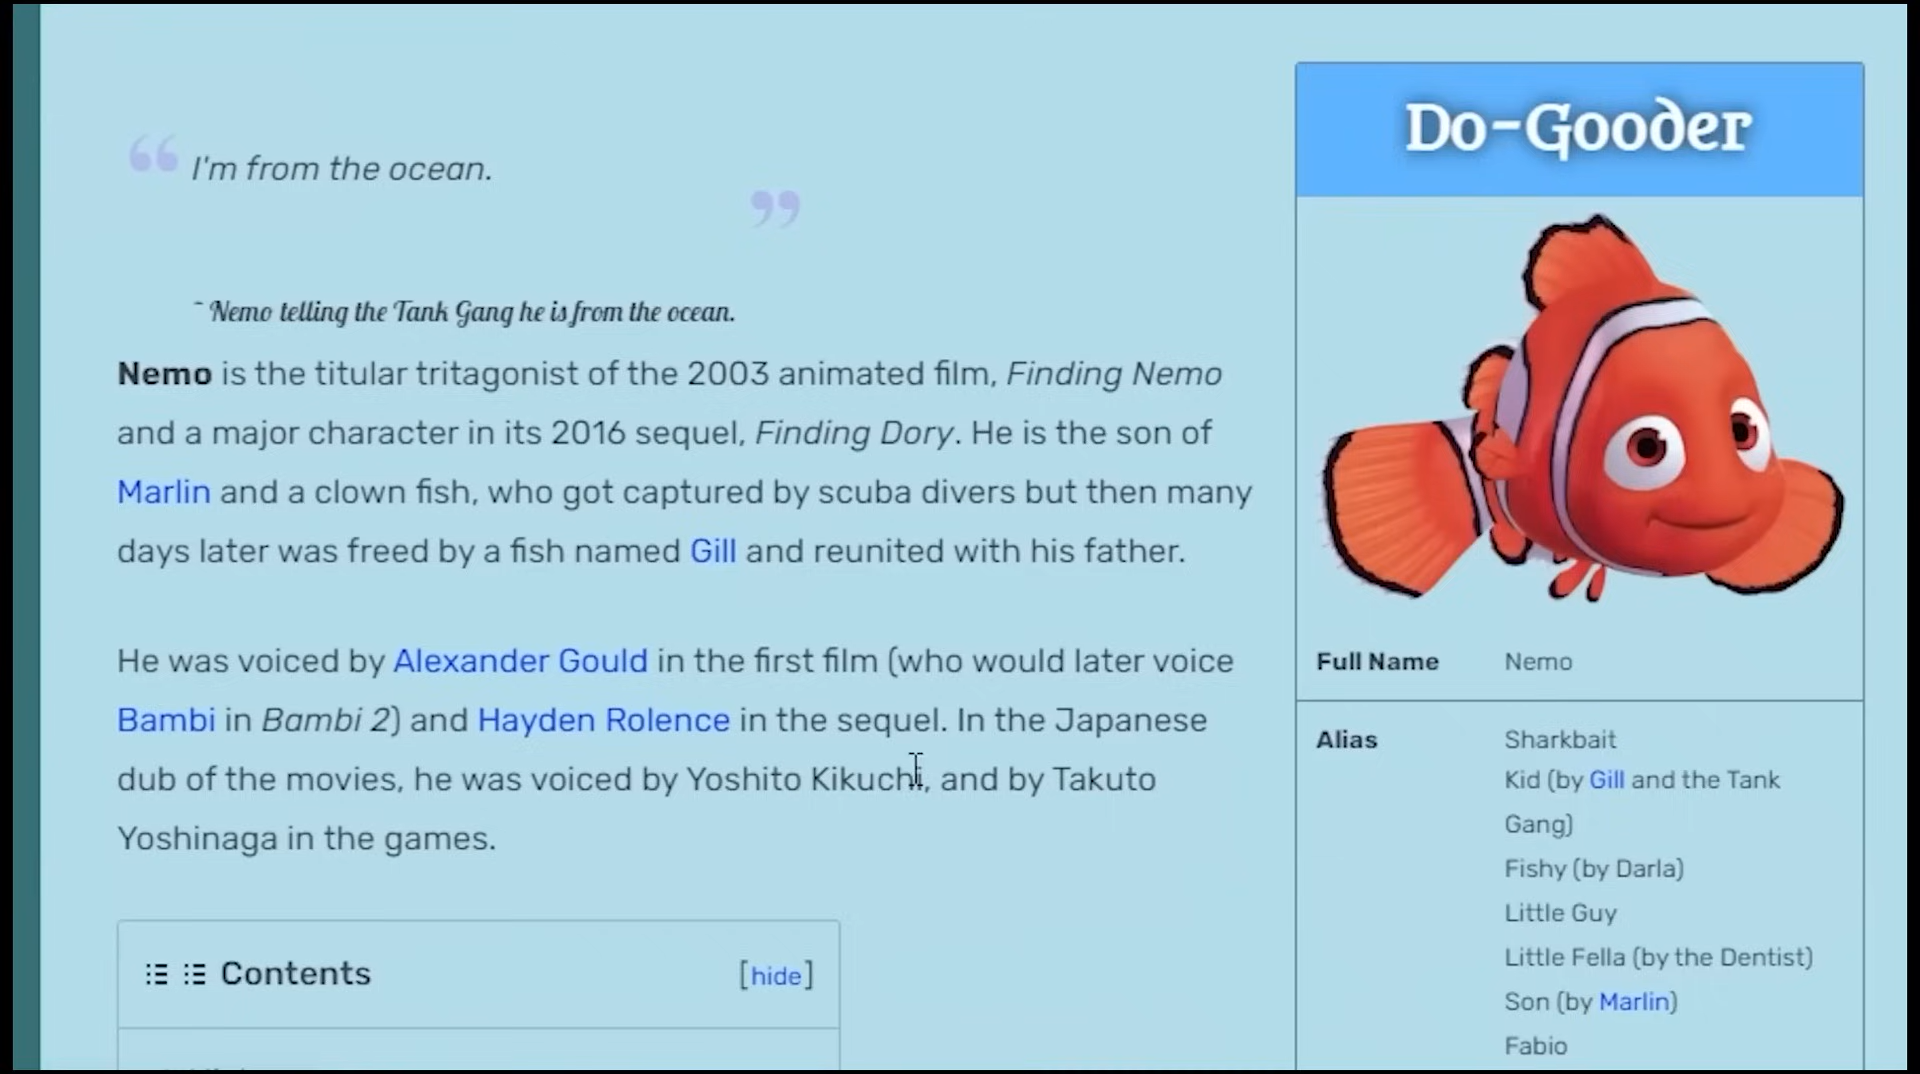 I'm from the ocean.
~ Nemo telling the Tank Gang he is from the ocean.
Nemo is the titular tritagonist of the 2003 animated film, Finding Nemo
and a major character in its 2016 sequel, Finding Dory. He is the son of
Marlin and a clown fish, who got captured by scuba divers but then many
days later was freed by a fish named Gill and reunited with his father.
He was voiced by Alexander Gould in the first film (who would later voice
Bambi in Bambi 2) and Hayden Rolence in the sequel. In the Japanese
dub of the movies, he was voiced by Yoshito Kikuchi, and by Takuto
Yoshinaga in the games.
Contents [hide]
Do-Gooder
Full Name Nemo
Alias Sharkbait
Kid (by Gill and the Tank
Gang)
Fishy (by Darla)
Little Guy
Little Fella (by the Dentist)
Son (by Marlin)
Fabio